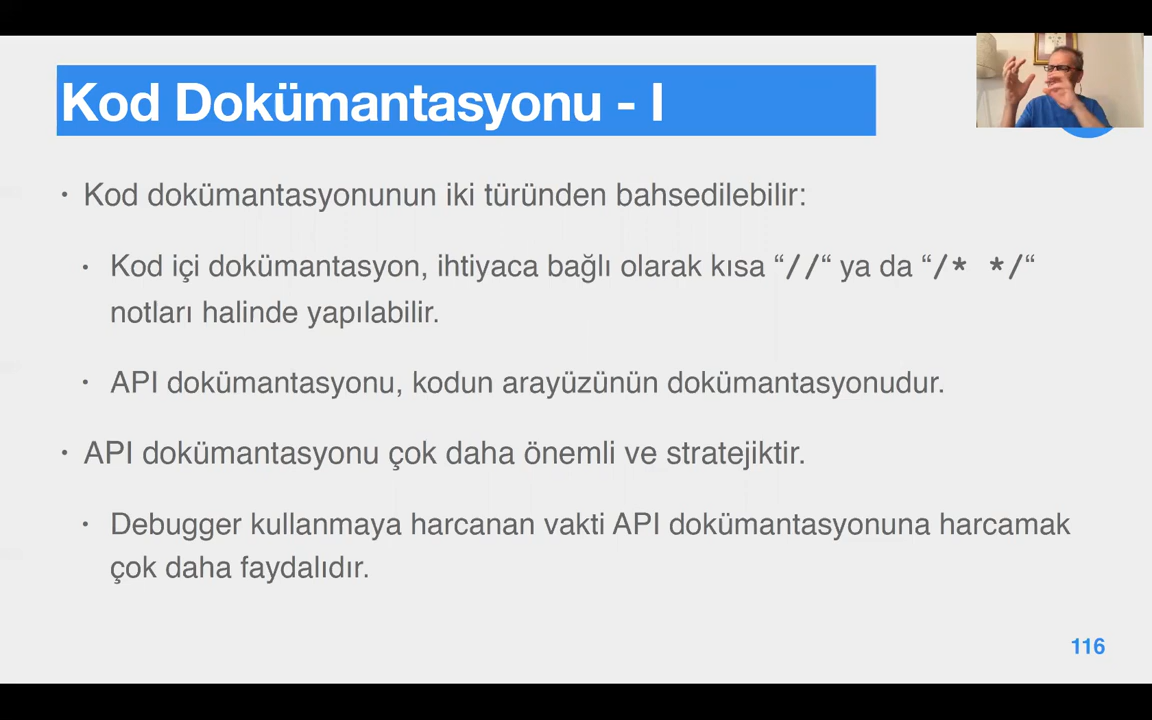 Kod Dokümantasyonu - I
• Kod dokümantasyonunun iki türünden bahsedilebilir:
• Kod içi dokümantasyon, ihtiyaca bağlı olarak kısa “//“ ya da “/* */“
notları halinde yapılabilir.
• API dokümantasyonu, kodun arayüzünün dokümantasyonudur.
• API dokümantasyonu çok daha önemli ve stratejiktir.
• Debugger kullanmaya harcanan vakti API dokümantasyonuna harcamak
çok daha faydalıdır.
116